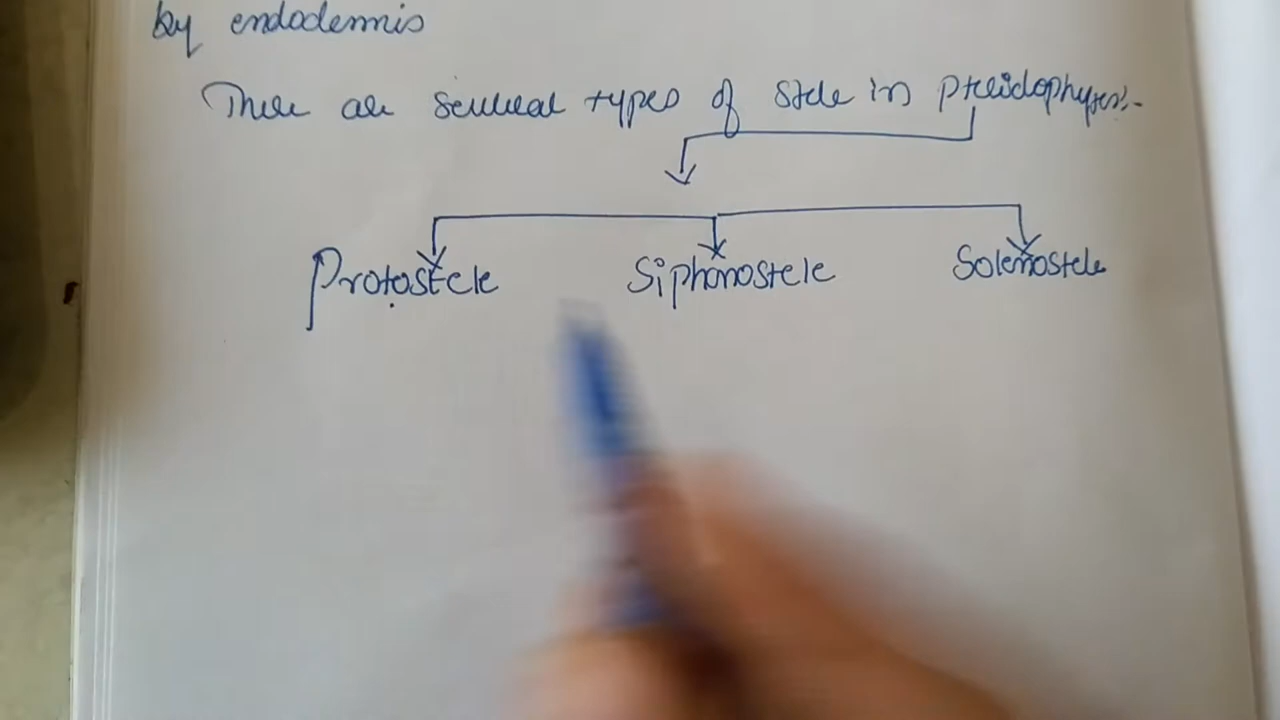 by endodermis
There are several types of stele in pteridophytes:-
Protostele Siphonostele Solenostele